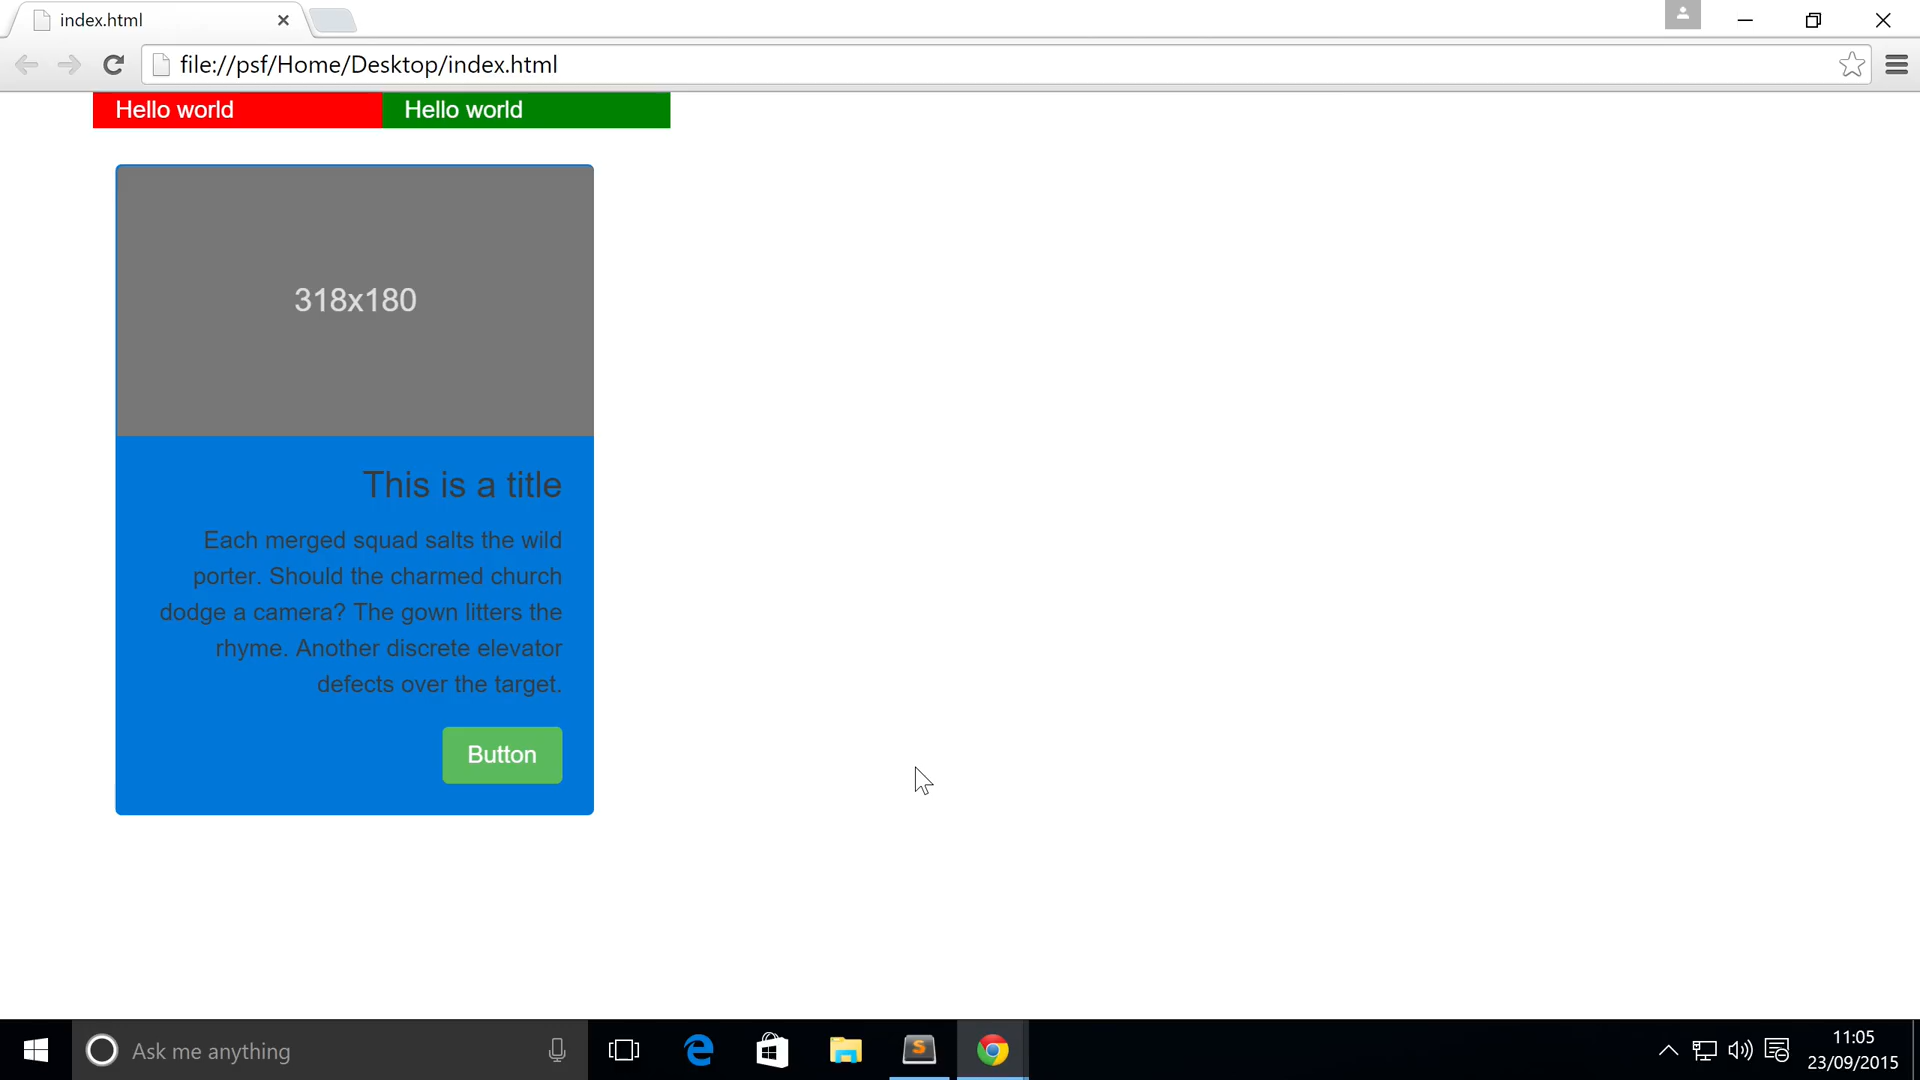 index.html
file://psf/Home/Desktop/index.html
Hello world Hello world
318x180
This is a title
Each merged squad salts the wild
porter. Should the charmed church
dodge a camera? The gown litters the
rhyme. Another discrete elevator
defects over the target.
Button
Ask me anything
S
11:05
23/09/2015